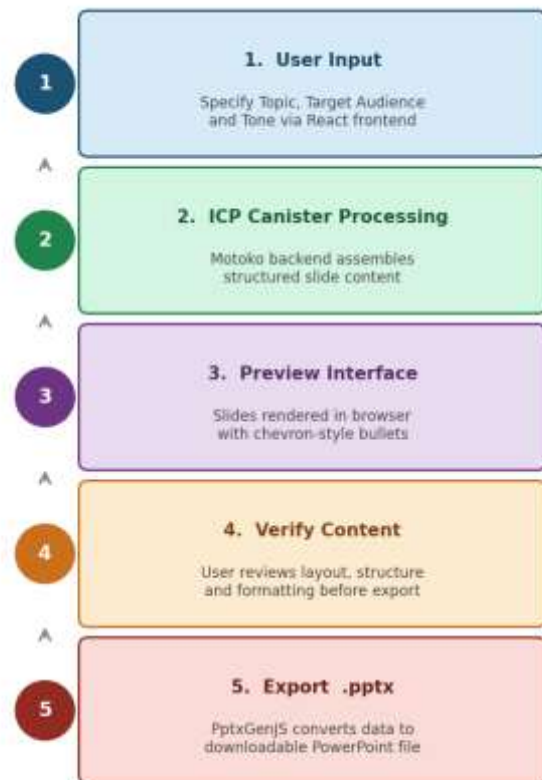 1
1. User Input
Specify Topic, Target Audience
and Tone via React frontend
2
2. ICP Canister Processing
Motoko backend assembles
structured slide content
3
3. Preview Interface
Slides rendered in browser
with chevron-style bullets
4
4. Verify Content
User reviews layout, structure
and formatting before export
5
5. Export .pptx
PptxGenJS converts data to
downloadable PowerPoint file